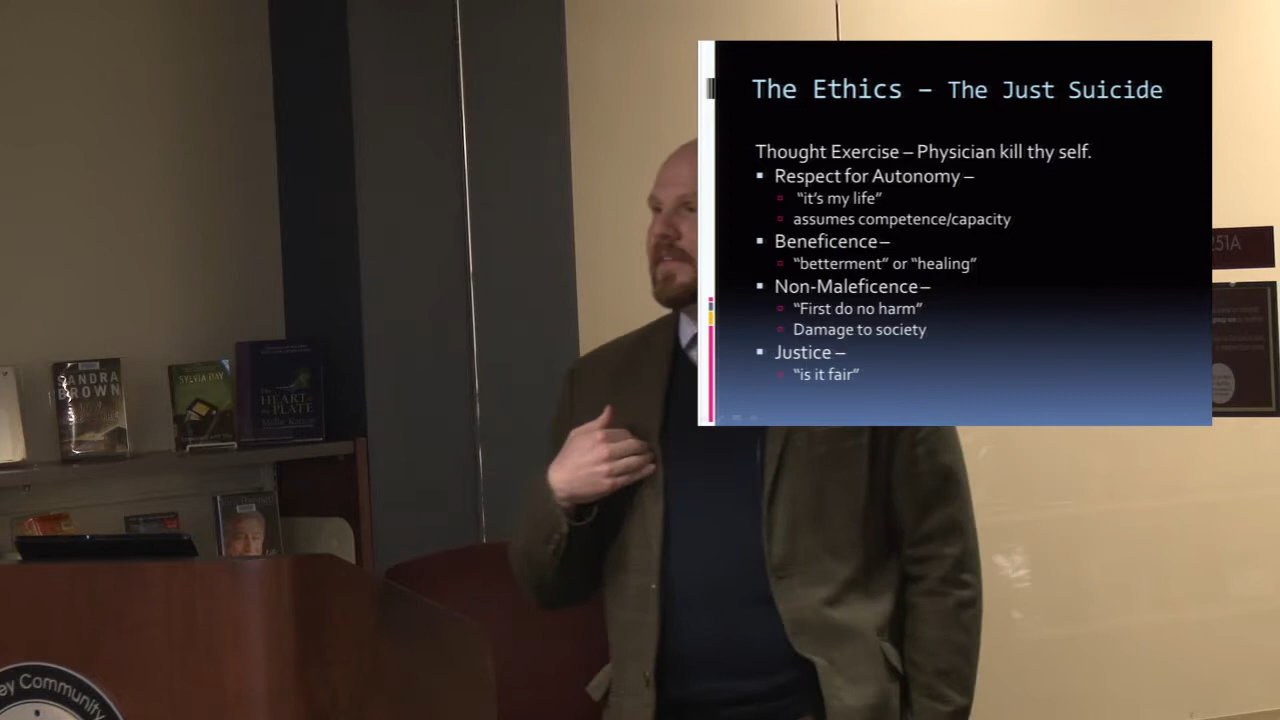 The Ethics – The Just Suicide
Thought Exercise – Physician kill thy self.
Respect for Autonomy –
"it's my life"
assumes competence/capacity
Beneficence –
"betterment" or "healing"
Non-Maleficence –
"First do no harm"
Damage to society
Justice –
"is it fair"
51A
SANDRA
BROWN
SYLVIA DAY
HEART
PLATE
ey Community